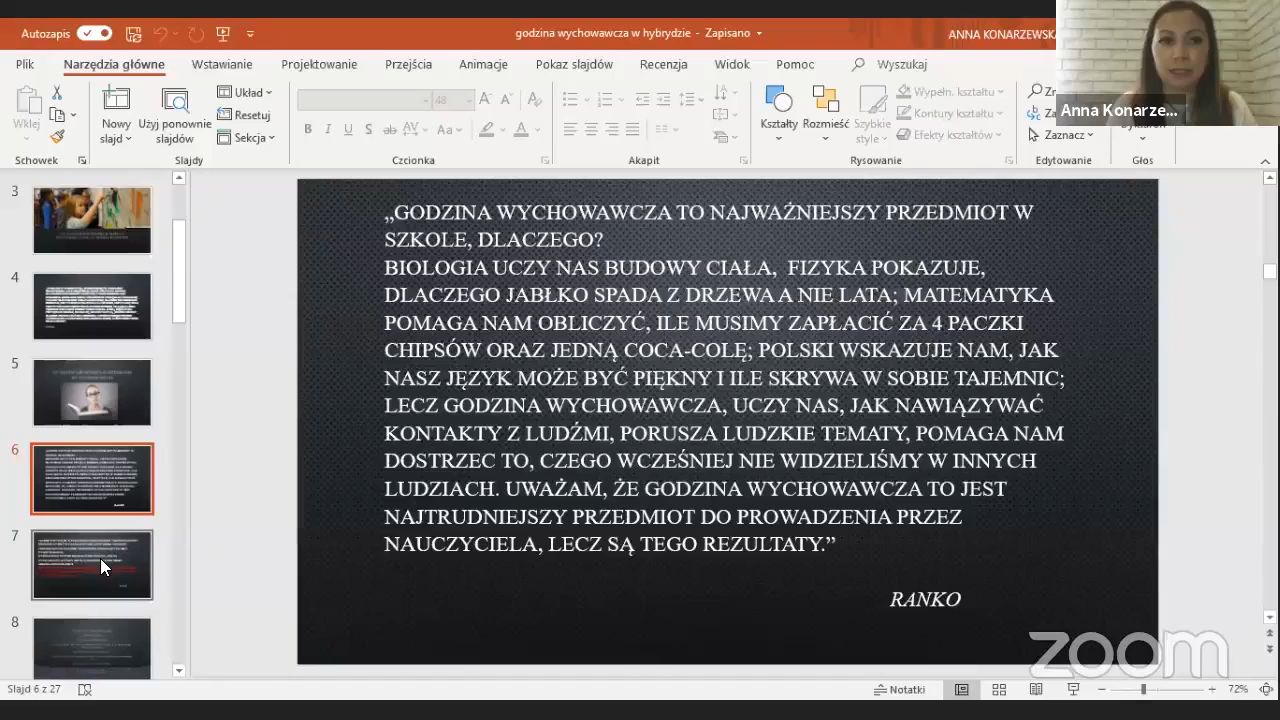 Autozapis
godzina wychowawcza w hybrydzie - Zapisano
ANNA KONARZEWSKA
Plik
Narzędzia główne
Wstawianie
Projektowanie
Przejścia
Animacje
Pokaz slajdów
Recenzja
Widok
Pomoc
Wyszukaj
Anna Konarze...
Wklej
Nowy slajd
Użyj ponownie slajdów
Układ
Resetuj
Sekcja
48
Kształty
Rozmieść
Szybkie style
Wypełn. kształtu
Kontury kształtu
Efekty kształtów
Zaznacz
Schowek
Slajdy
Czcionka
Akapit
Rysowanie
Edytowanie
Głos
3
4
5
6
7
8
„GODZINA WYCHOWAWCZA TO NAJWAŻNIEJSZY PRZEDMIOT W
SZKOLE, DLACZEGO?
BIOLOGIA UCZY NAS BUDOWY CIAŁA, FIZYKA POKAZUJE,
DLACZEGO JABŁKO SPADA Z DRZEWA A NIE LATA; MATEMATYKA
POMAGA NAM OBLICZYĆ, ILE MUSIMY ZAPŁACIĆ ZA 4 PACZKI
CHIPSÓW ORAZ JEDNĄ COCA-COLĘ; POLSKI WSKAZUJE NAM, JAK
NASZ JĘZYK MOŻE BYĆ PIĘKNY I ILE SKRYWA W SOBIE TAJEMNIC;
LECZ GODZINA WYCHOWAWCZA, UCZY NAS, JAK NAWIĄZYWAĆ
KONTAKTY Z LUDŹMI, PORUSZA LUDZKIE TEMATY, POMAGA NAM
DOSTRZEC TO, CZEGO WCZEŚNIEJ NIE WIDZIELIŚMY W INNYCH
LUDZIACH. UWAŻAM, ŻE GODZINA WYCHOWAWCZA TO JEST
NAJTRUDNIEJSZY PRZEDMIOT DO PROWADZENIA PRZEZ
NAUCZYCIELA, LECZ SĄ TEGO REZULTATY”
RANKO
zoom
Slajd 6 z 27
Notatki
72%